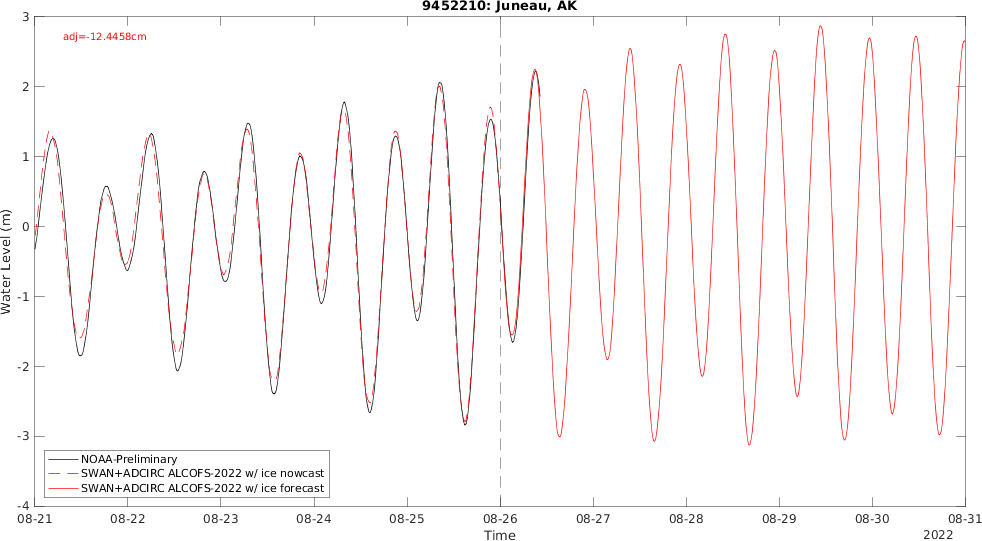 9452210: Juneau, AK
adj=-12.4458cm
3
2
1
0
-1
-2
-3
-4
Water Level (m)
NOAA-Preliminary
SWAN+ADCIRC ALCOFS-2022 w/ ice nowcast
SWAN+ADCIRC ALCOFS-2022 w/ ice forecast
08-21 08-22 08-23 08-24 08-25 08-26 08-27 08-28 08-29 08-30 08-31
Time
2022